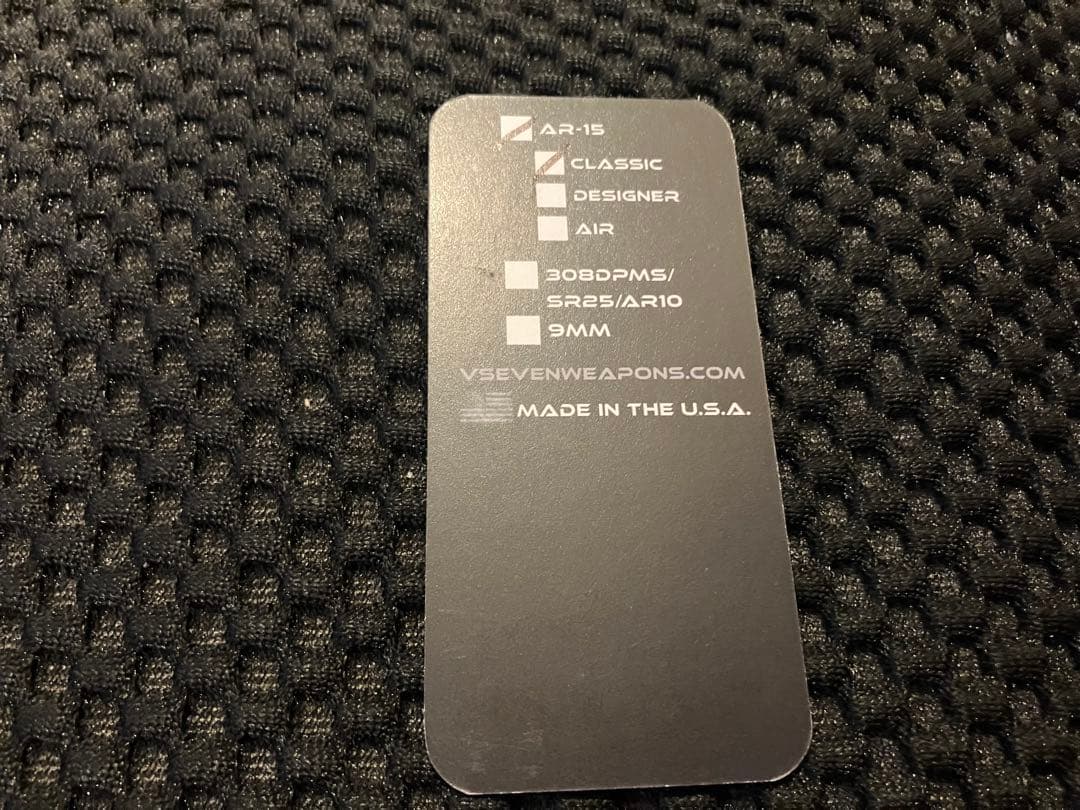 AR-15
CLASSIC
DESIGNER
AIR
308DPMS/
SR25/AR10
9MM
VSEVENWEAPONS.COM
MADE IN THE U.S.A.